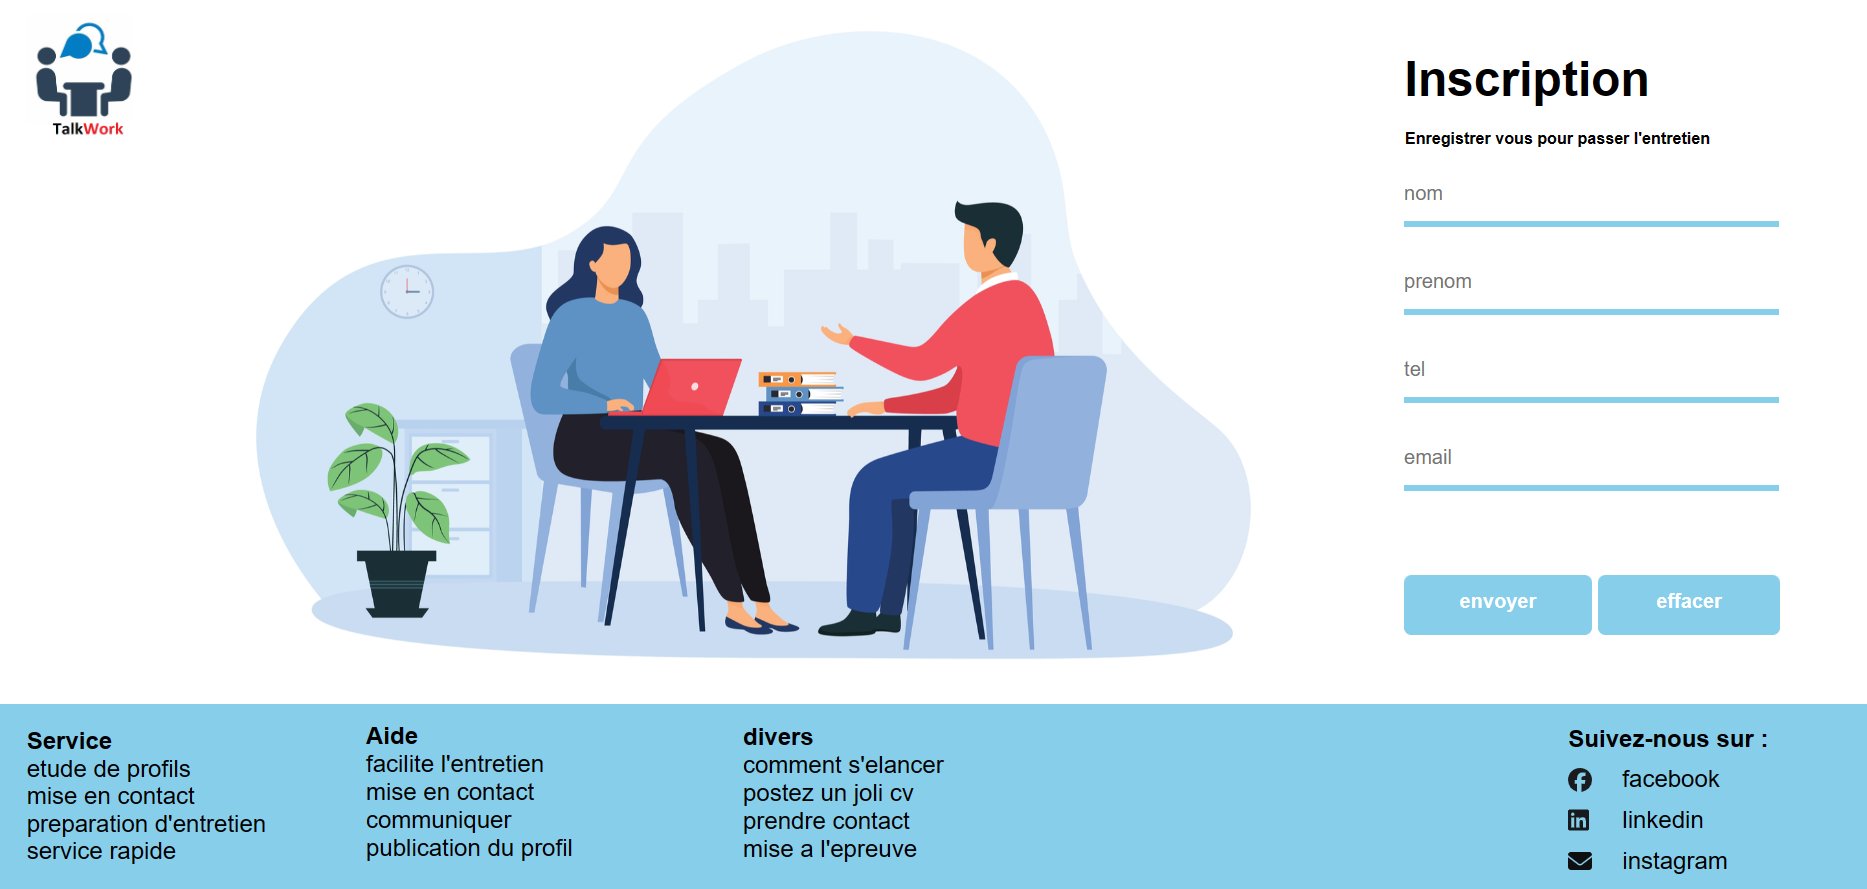 TalkWork
Inscription
Enregistrer vous pour passer l'entretien
nom
prenom
tel
email
envoyer
effacer
Service
etude de profils
mise en contact
preparation d'entretien
service rapide
Aide
facilite l'entretien
mise en contact
communiquer
publication du profil
divers
comment s'elancer
postez un joli cv
prendre contact
mise a l'epreuve
Suivez-nous sur :
facebook
linkedin
instagram